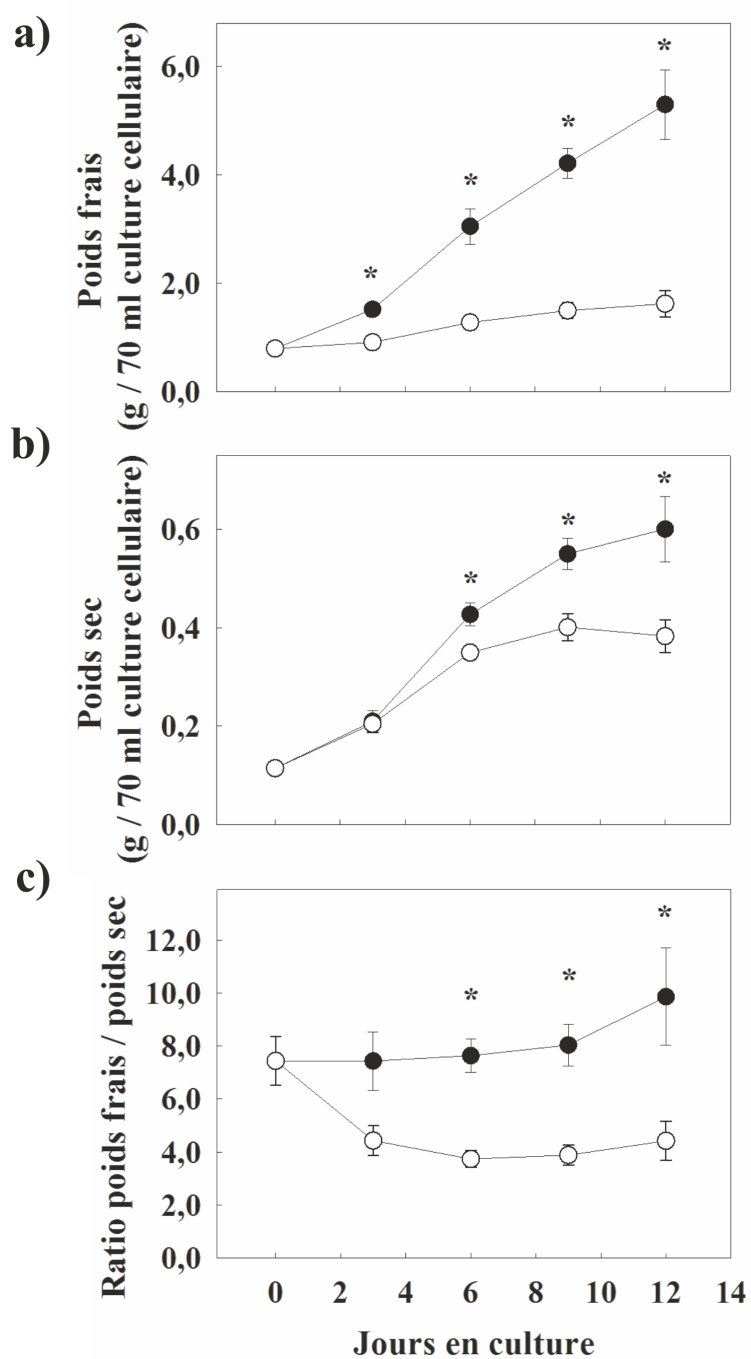 a)
Poids frais
(g / 70 ml culture cellulaire)
6,0
4,0
2,0
0,0
* * * *
b)
Poids sec
(g / 70 ml culture cellulaire)
0,6
0,4
0,2
0,0
* * *
c)
Ratio poids frais / poids sec
12,0
10,0
8,0
6,0
4,0
2,0
0,0
* * *
0 2 4 6 8 10 12 14
Jours en culture